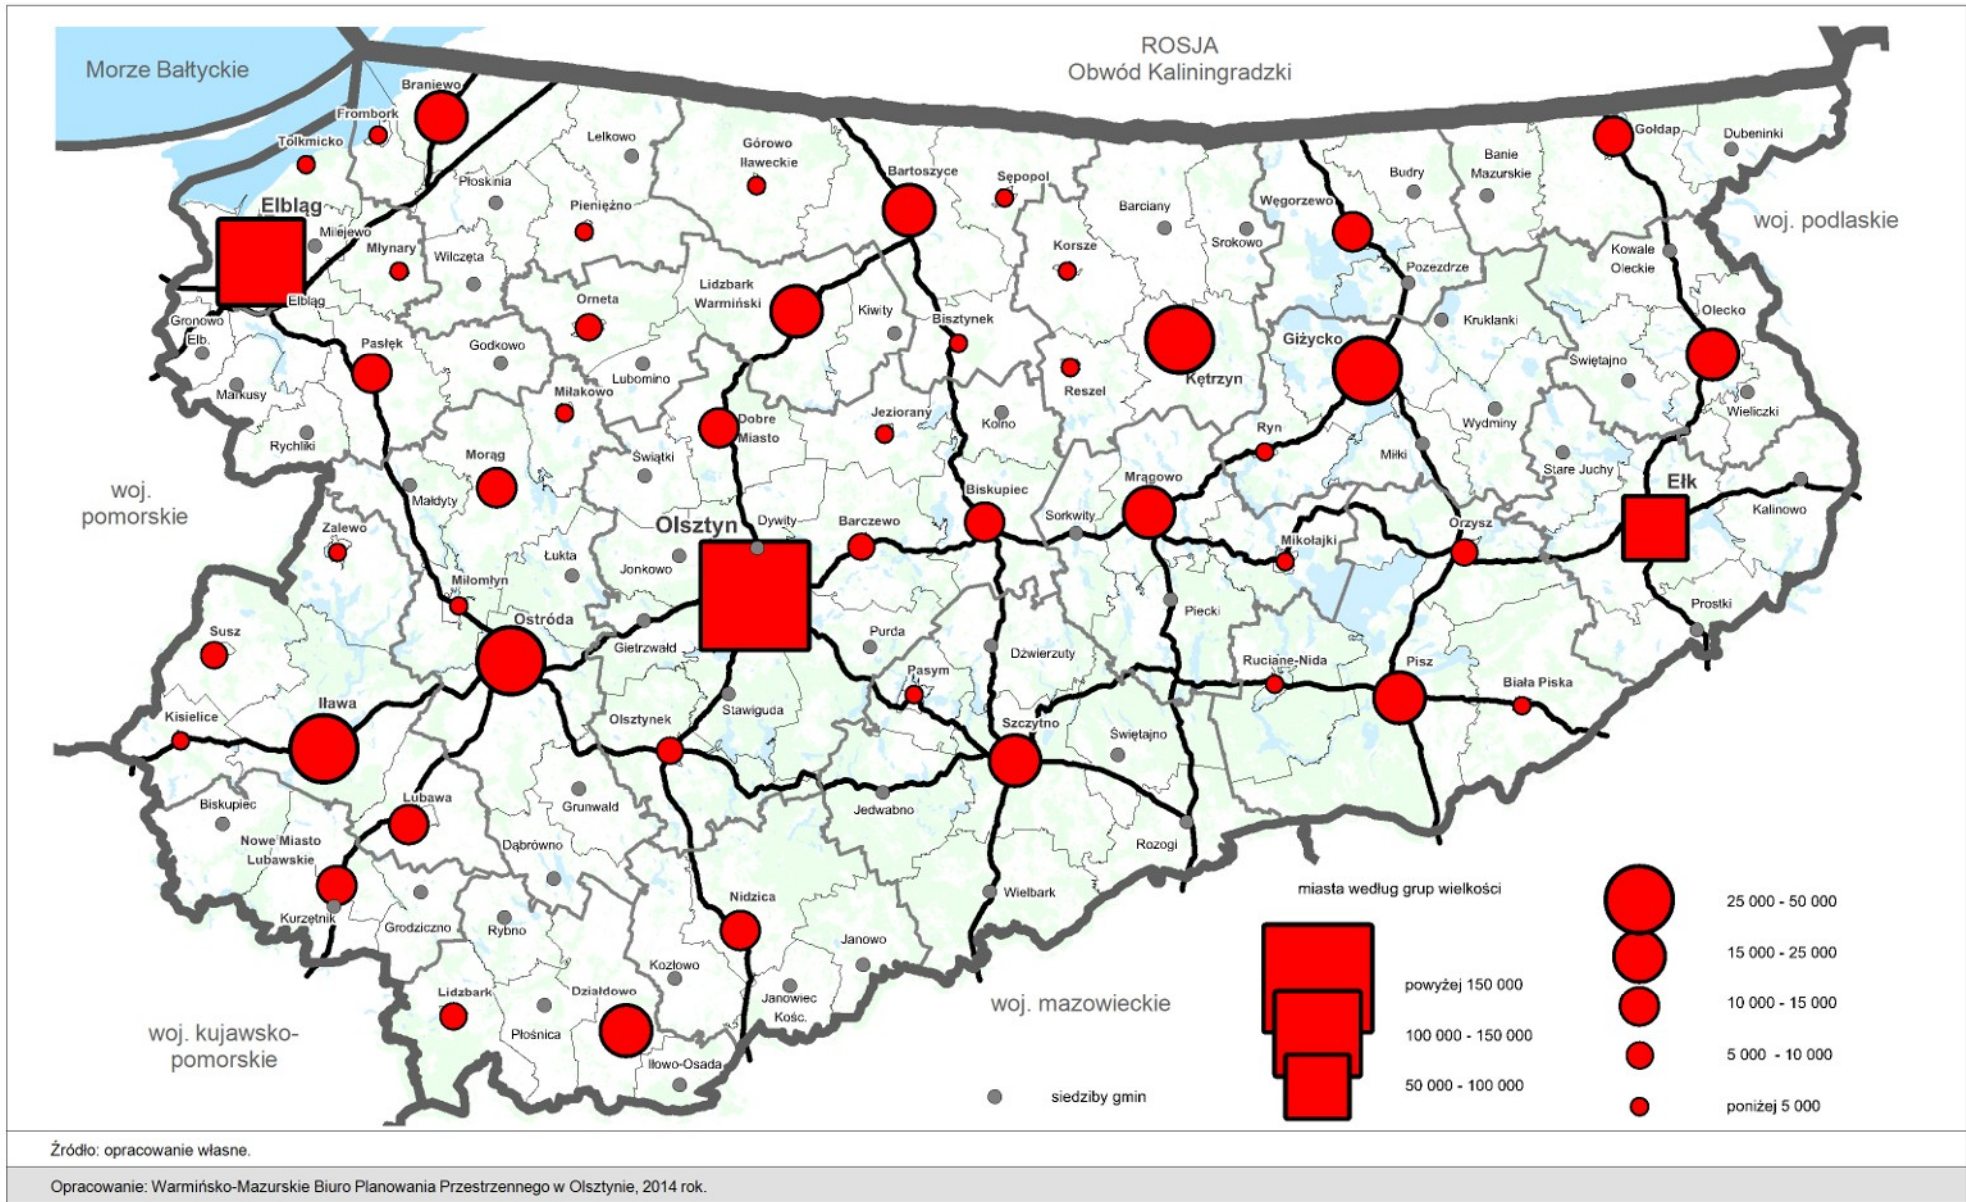 ROSJA
Obwód Kaliningradzki
Morze Bałtyckie
Braniewo
Frombork
Tolkmicko
Lelkowo
Górowo
Iławeckie
Bartoszyce
Sępopol
Gołdap
Dubeninki
Banie
Mazurskie
Budry
Węgorzewo
Barciany
Srokowo
woj. podlaskie
Płoskinia
Pieniężno
Elbląg
Milejewo
Młynary
Wilczęta
Korsze
Kowale
Oleckie
Pozezdrze
Lidzbark
Warmiński
Orneta
Kiwity
Bisztynek
Elbląg
Gronowo
Elb.
Pasłęk
Godkowo
Giżycko
Kruklanki
Olecko
Świętajno
Lubomino
Miłakowo
Markusy
Reszel
Kętrzyn
Wieliczki
Wydminy
Dobre
Miasto
Jeziorany
Kolno
Ryn
Rychliki
Morąg
Świątki
Miłki
Stare Juchy
Małdyty
Mrągowo
Biskupiec
woj.
pomorskie
Ełk
Kalinowo
Zalewo
Olsztyn
Dywity
Barczewo
Sorkwity
Orzysz
Mikołajki
Łukta
Jonkowo
Miłomłyn
Ostróda
Piecki
Prostki
Susz
Gietrzwałd
Purda
Dźwierzuty
Pasym
Ruciane-Nida
Pisz
Biała Piska
Iława
Kisielice
Olsztynek
Stawiguda
Szczytno
Świętajno
Biskupiec
Lubawa
Grunwald
Jedwabno
Nowe Miasto
Lubawskie
Dąbrówno
Rozogi
Nidzica
Wielbark
Kurzętnik
Grodziczno
Rybno
Janowo
Kozłowo
Lidzbark
Działdowo
Janowiec
Kośc.
Płośnica
Iłowo-Osada
woj. mazowieckie
woj. kujawsko-
pomorskie
miasta według grup wielkości
powyżej 150 000
100 000 - 150 000
50 000 - 100 000
25 000 - 50 000
15 000 - 25 000
10 000 - 15 000
5 000 - 10 000
poniżej 5 000
siedziby gmin
Źródło: opracowanie własne.
Opracowanie: Warmińsko-Mazurskie Biuro Planowania Przestrzennego w Olsztynie, 2014 rok.